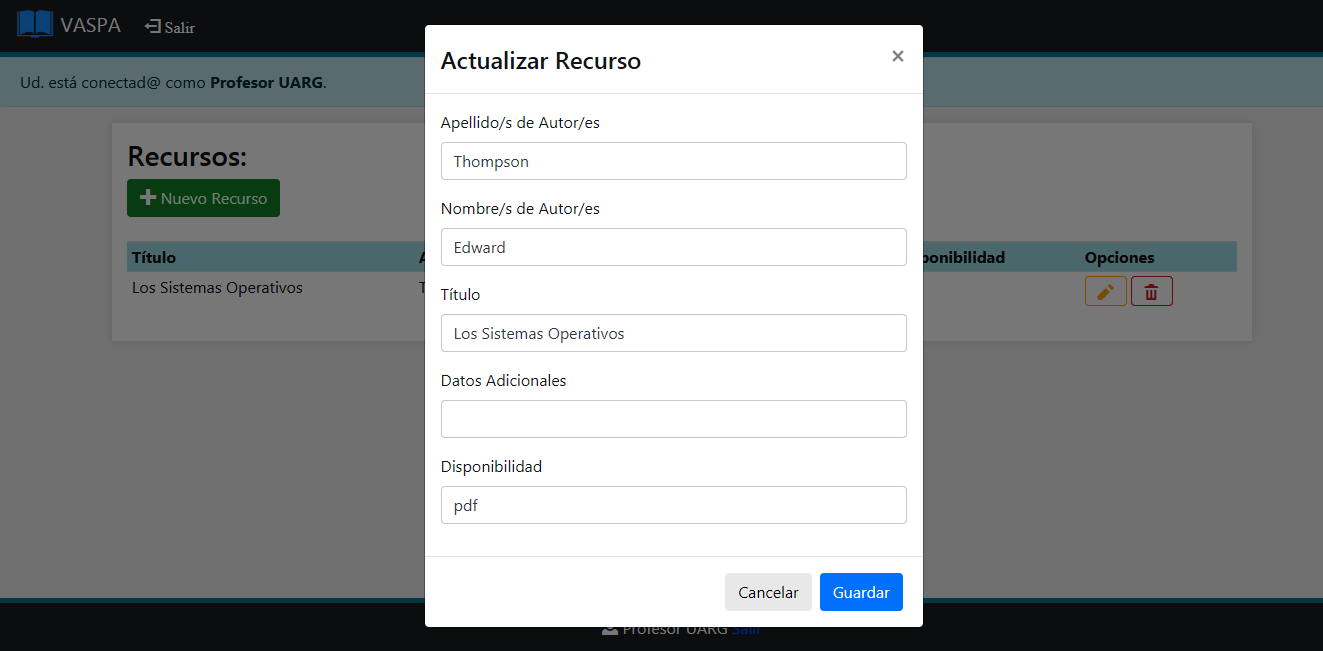 VASPA Salir
Ud. está conectad@ como Profesor UARG.
Recursos:
Nuevo Recurso
Título
Opciones
Los Sistemas Operativos
Actualizar Recurso
×
Apellido/s de Autor/es
Thompson
Nombre/s de Autor/es
Edward
Título
Los Sistemas Operativos
Datos Adicionales
Disponibilidad
pdf
Cancelar Guardar
Profesor UARG Salir